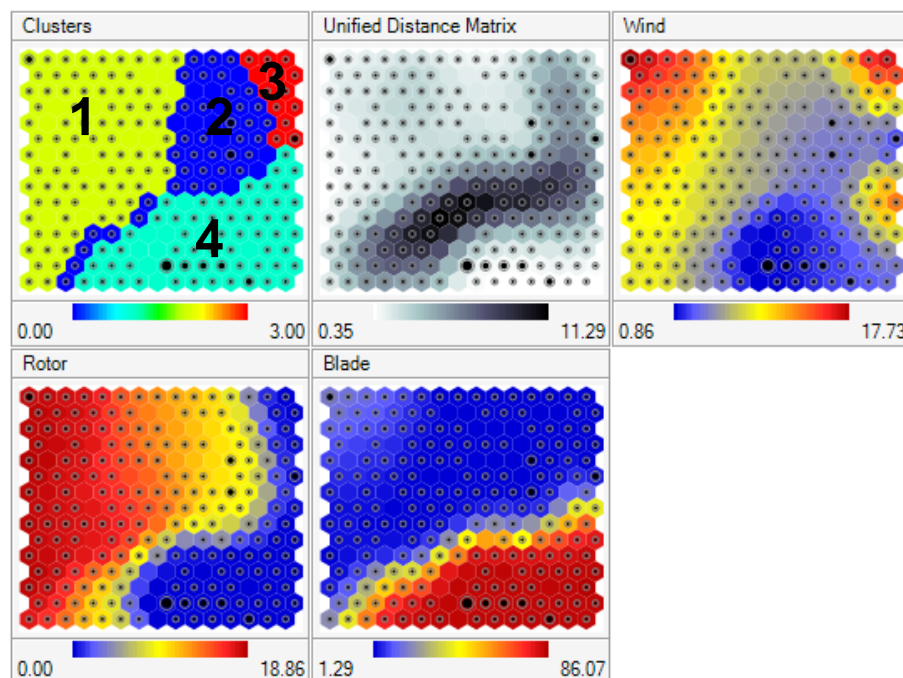 Clusters
Unified Distance Matrix
Wind
1
2
3
4
0.00
3.00
0.35
11.29
0.86
17.73
Rotor
Blade
0.00
18.86
1.29
86.07